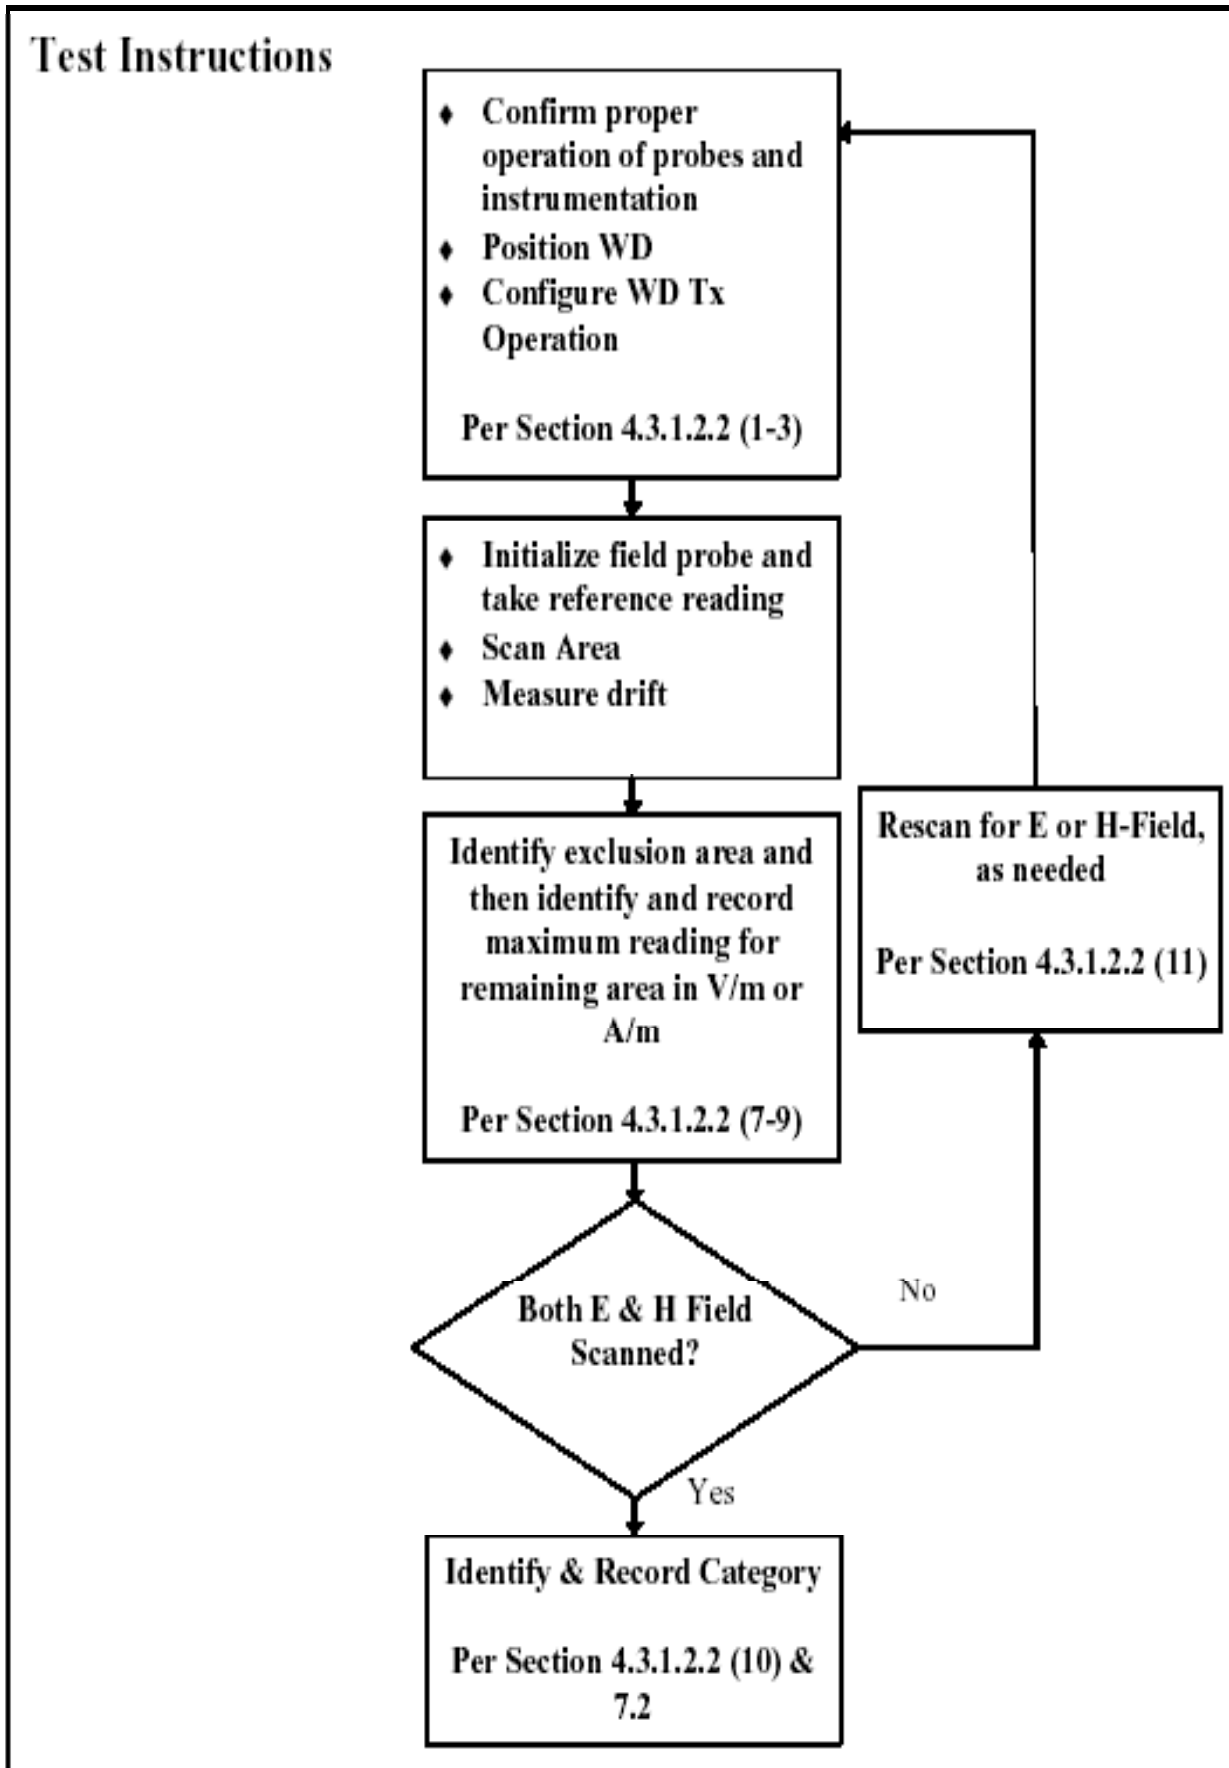 Test Instructions
♦ Confirm proper
operation of probes and
instrumentation
♦ Position WD
♦ Configure WD Tx
Operation
Per Section 4.3.1.2.2 (1-3)
♦ Initialize field probe and
take reference reading
♦ Scan Area
♦ Measure drift
Identify exclusion area and
then identify and record
maximum reading for
remaining area in V/m or
A/m
Per Section 4.3.1.2.2 (7-9)
Rescan for E or H-Field,
as needed
Per Section 4.3.1.2.2 (11)
Both E & H Field
Scanned?
No
Yes
Identify & Record Category
Per Section 4.3.1.2.2 (10) &
7.2